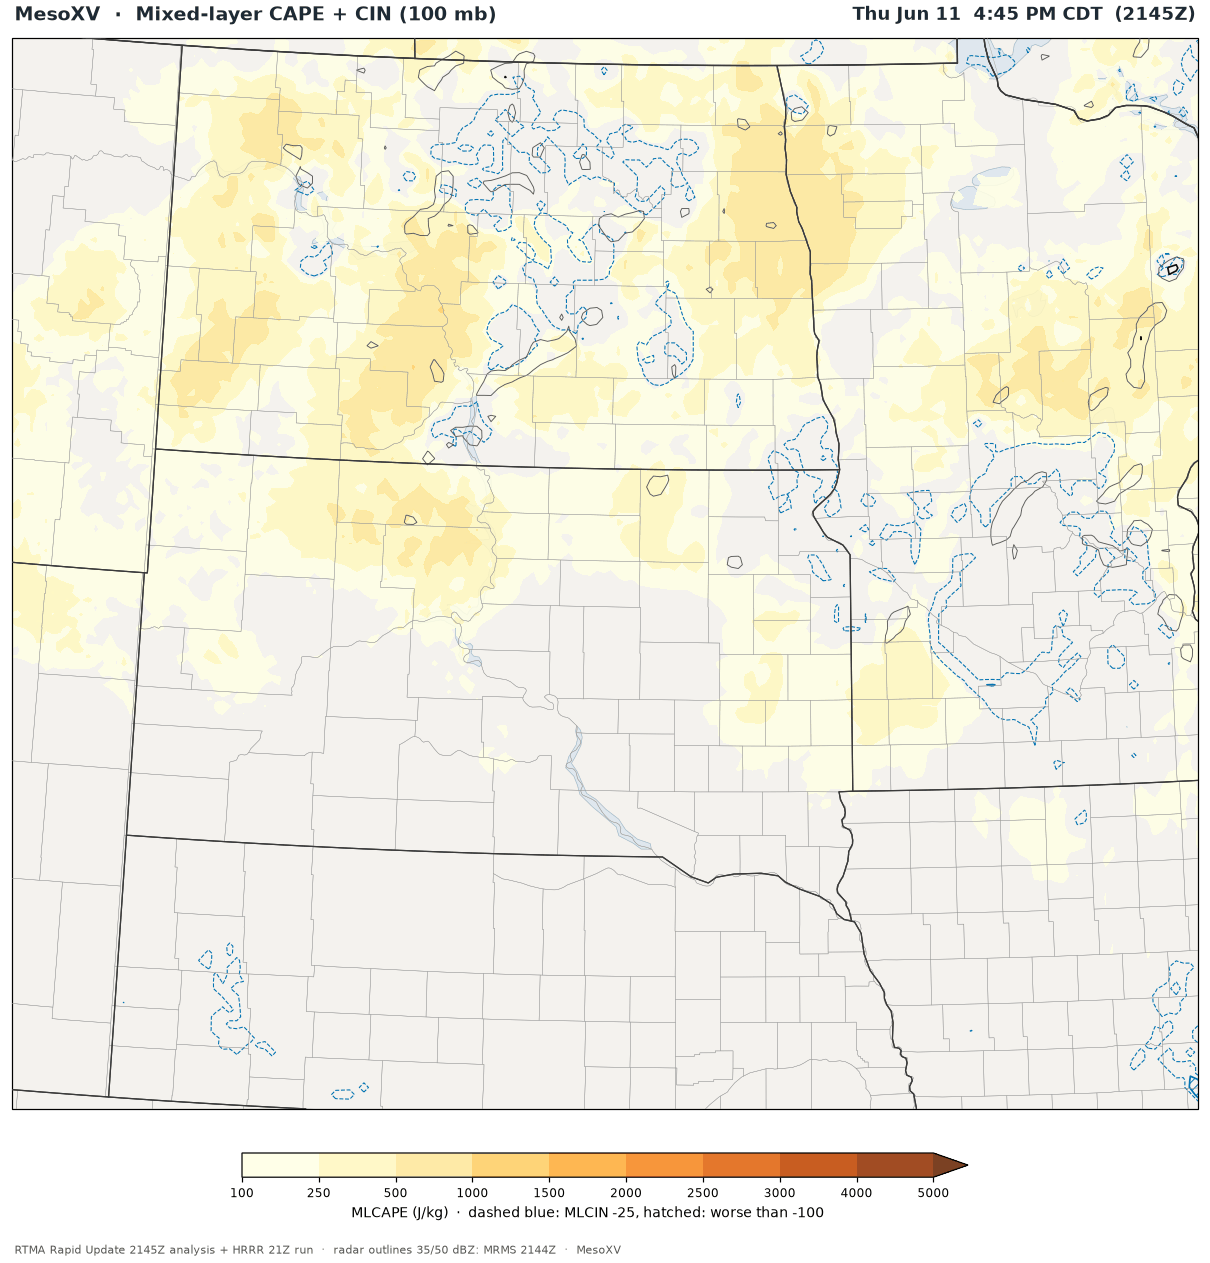 MesoXV · Mixed-layer CAPE + CIN (100 mb)
Thu Jun 11 4:45 PM CDT (2145Z)
100 250 500 1000 1500 2000 2500 3000 4000 5000
MLCAPE (J/kg) · dashed blue: MLCIN -25, hatched: worse than -100
RTMA Rapid Update 2145Z analysis + HRRR 21Z run · radar outlines 35/50 dBZ: MRMS 2144Z · MesoXV